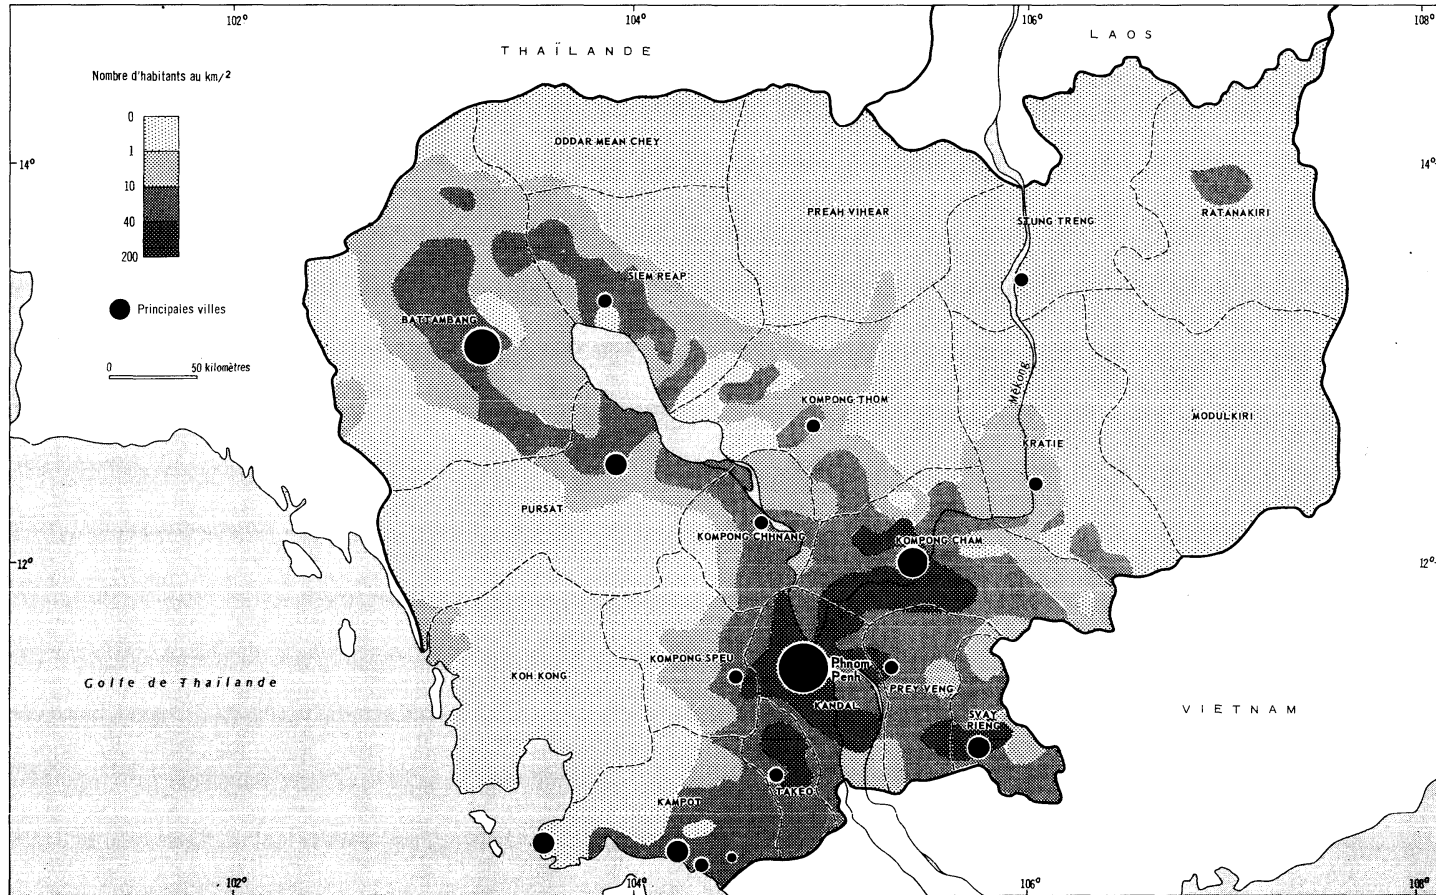 102° 104° 106° 108°
THAÏLANDE
LAOS
Nombre d'habitants au km/2
0
1
10
40
200
Principales villes
0 50 kilomètres
14° 14°
ODDAR MEAN CHEY
PREAH VIHEAR
STUNG TRENG
RATANAKIRI
SIEM REAP
BATTAMBANG
Mékong
KOMPONG THOM
MODULKIRI
KRATIE
PURSAT
KOMPONG CHHNANG
KOMPONG CHAM
12° 12°
KOMPONG SPEU
Phnom
Penh
KOH KONG
PREY VENG
KANDAL
Golfe de Thaïlande
SVAY
RIENG
VIETNAM
TAKEO
KAMPOT
102° 104° 106° 108°